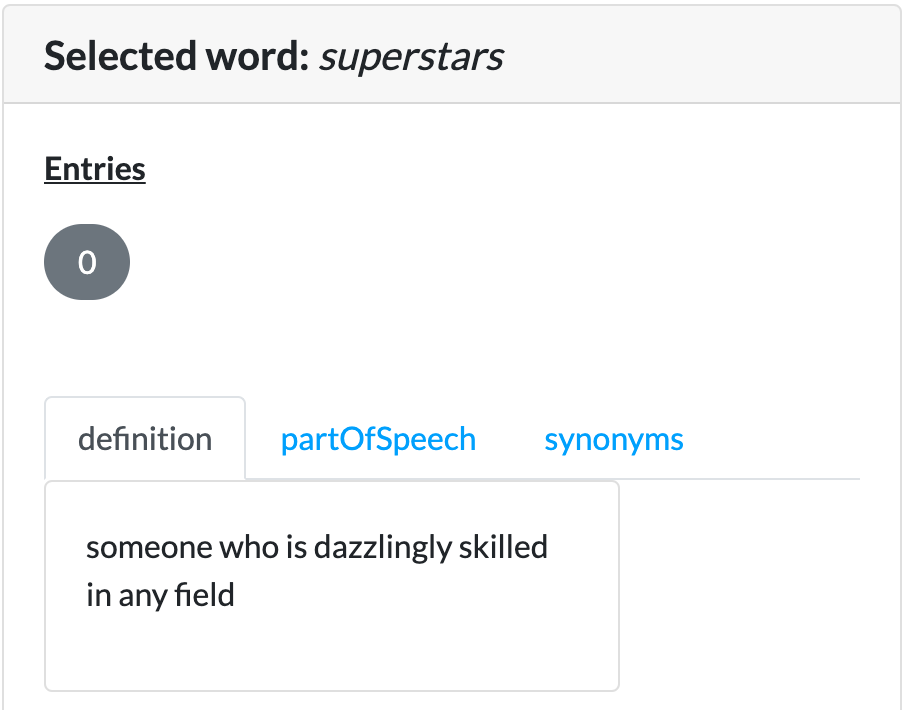 Selected word: superstars
Entries
0
definition partOfSpeech synonyms
someone who is dazzlingly skilled
in any field